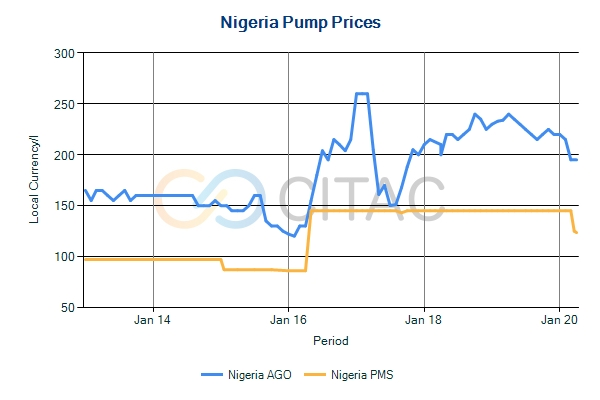 Nigeria Pump Prices
Local Currency/l
300
250
200
150
100
50
CITAC
Jan 14
Jan 16
Jan 18
Jan 20
Period
Nigeria AGO
Nigeria PMS